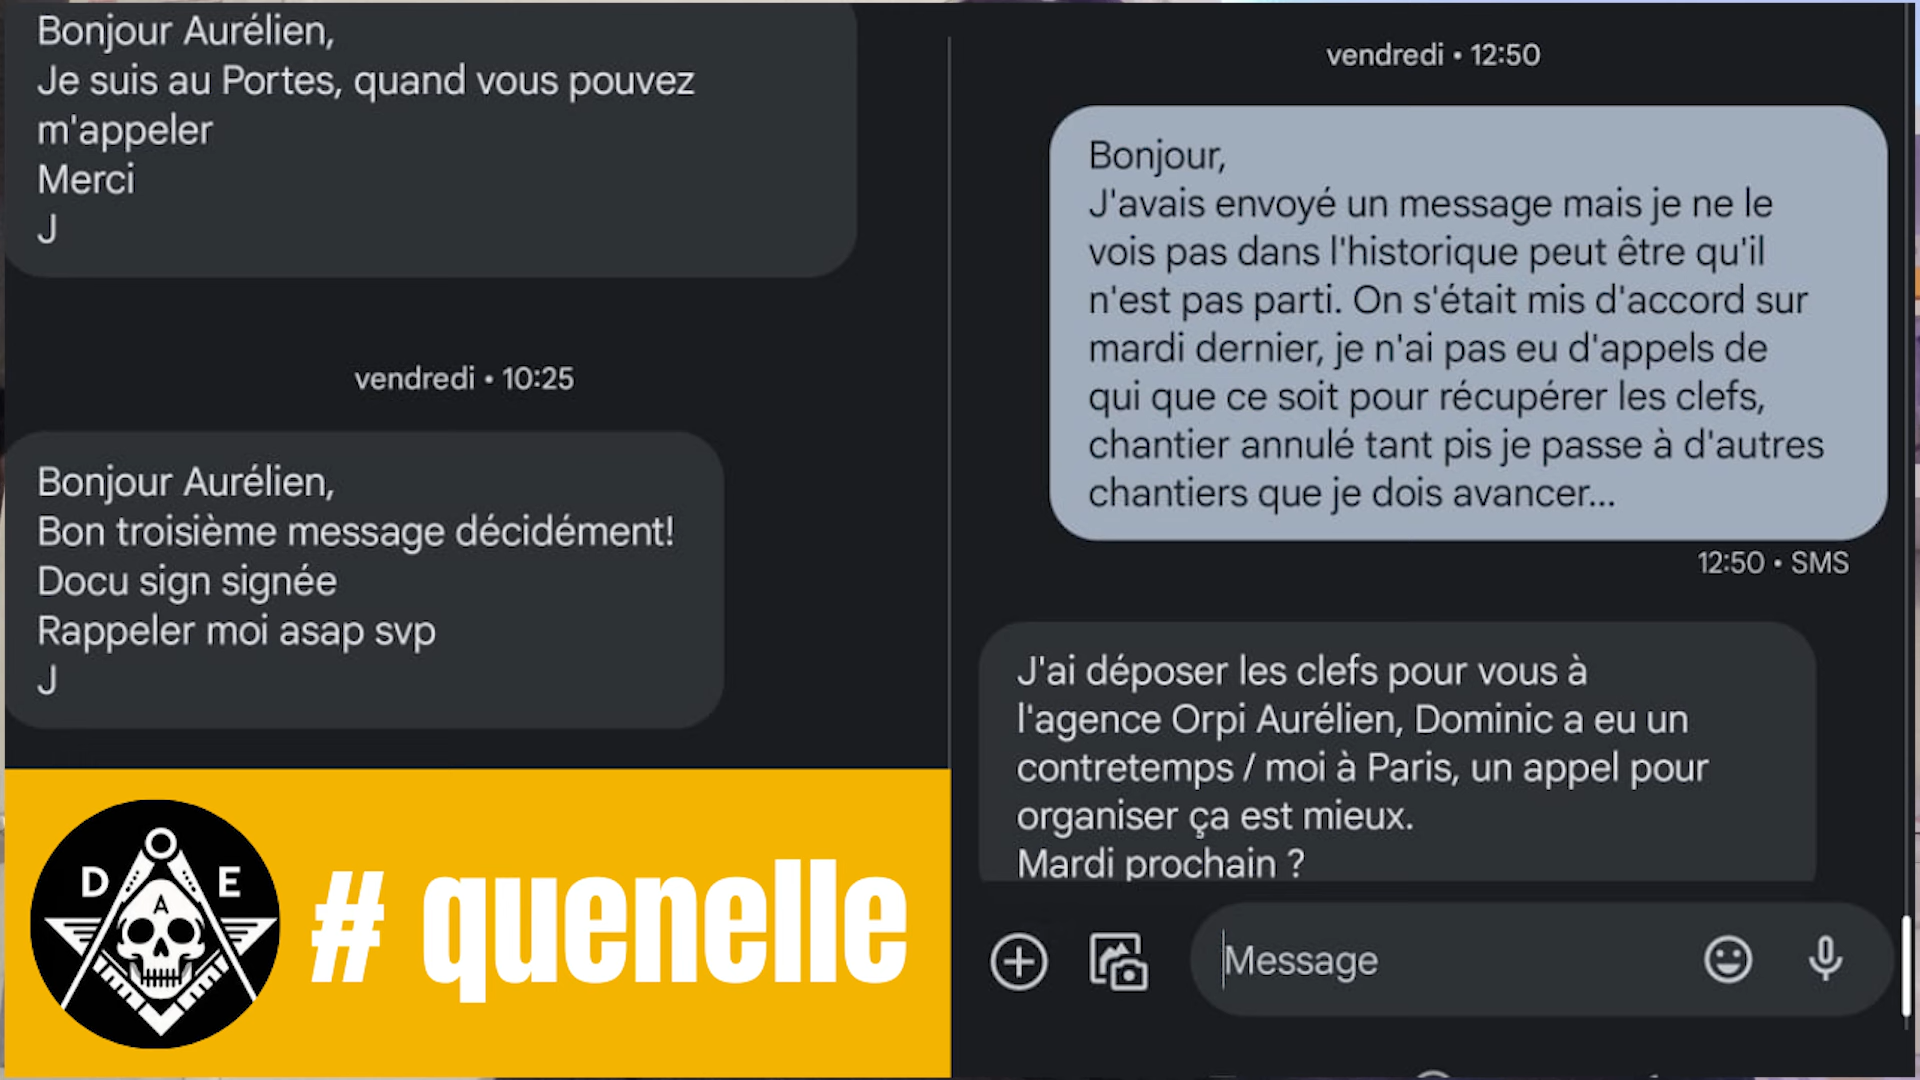 Bonjour Aurélien,
Je suis au Portes, quand vous pouvez
m'appeler
Merci
J
vendredi • 10:25
Bonjour Aurélien,
Bon troisième message décidément!
Docu sign signée
Rappeler moi asap svp
J
D A E
# quenelle
vendredi • 12:50
Bonjour,
J'avais envoyé un message mais je ne le
vois pas dans l'historique peut être qu'il
n'est pas parti. On s'était mis d'accord sur
mardi dernier, je n'ai pas eu d'appels de
qui que ce soit pour récupérer les clefs,
chantier annulé tant pis je passe à d'autres
chantiers que je dois avancer...
12:50 • SMS
J'ai déposer les clefs pour vous à
l'agence Orpi Aurélien, Dominic a eu un
contretemps / moi à Paris, un appel pour
organiser ça est mieux.
Mardi prochain ?
Message